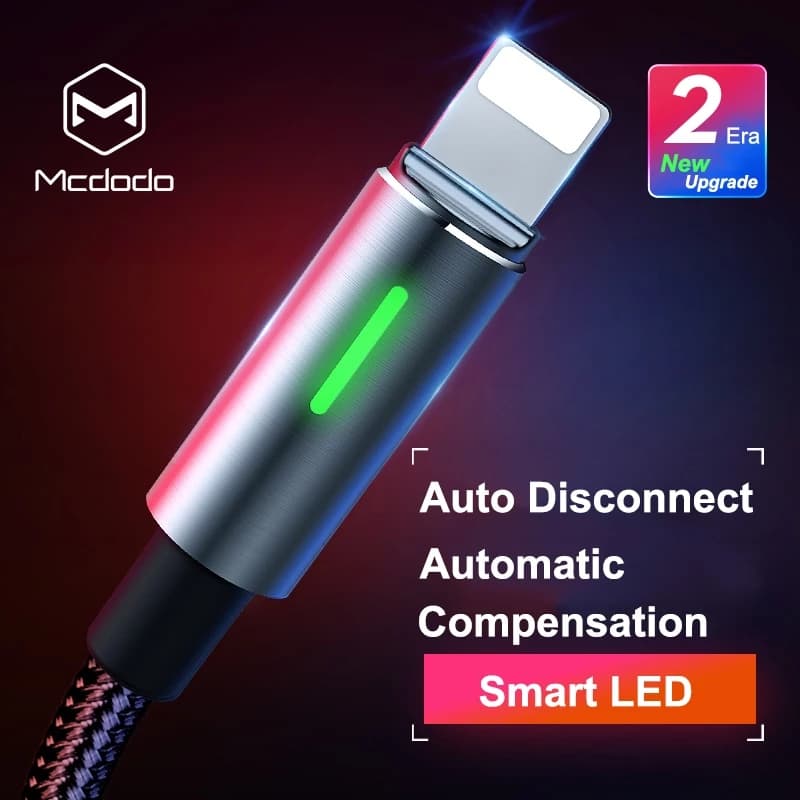 Mcdodo
2
Era
New
Upgrade
Auto Disconnect
Automatic
Compensation
Smart LED